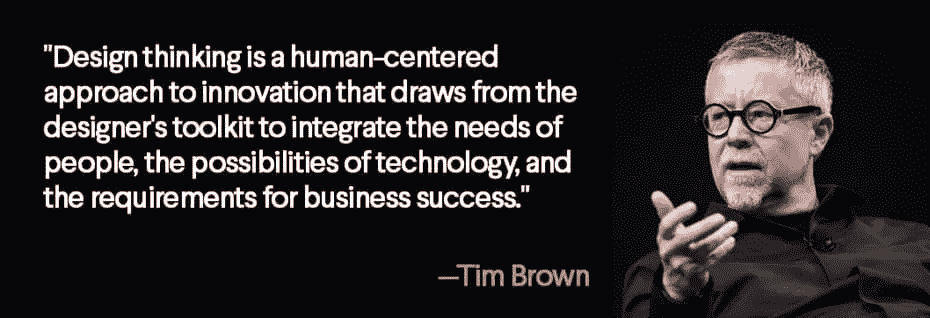 "Design thinking is a human-centered
approach to innovation that draws from the
designer's toolkit to integrate the needs of
people, the possibilities of technology, and
the requirements for business success."
—Tim Brown